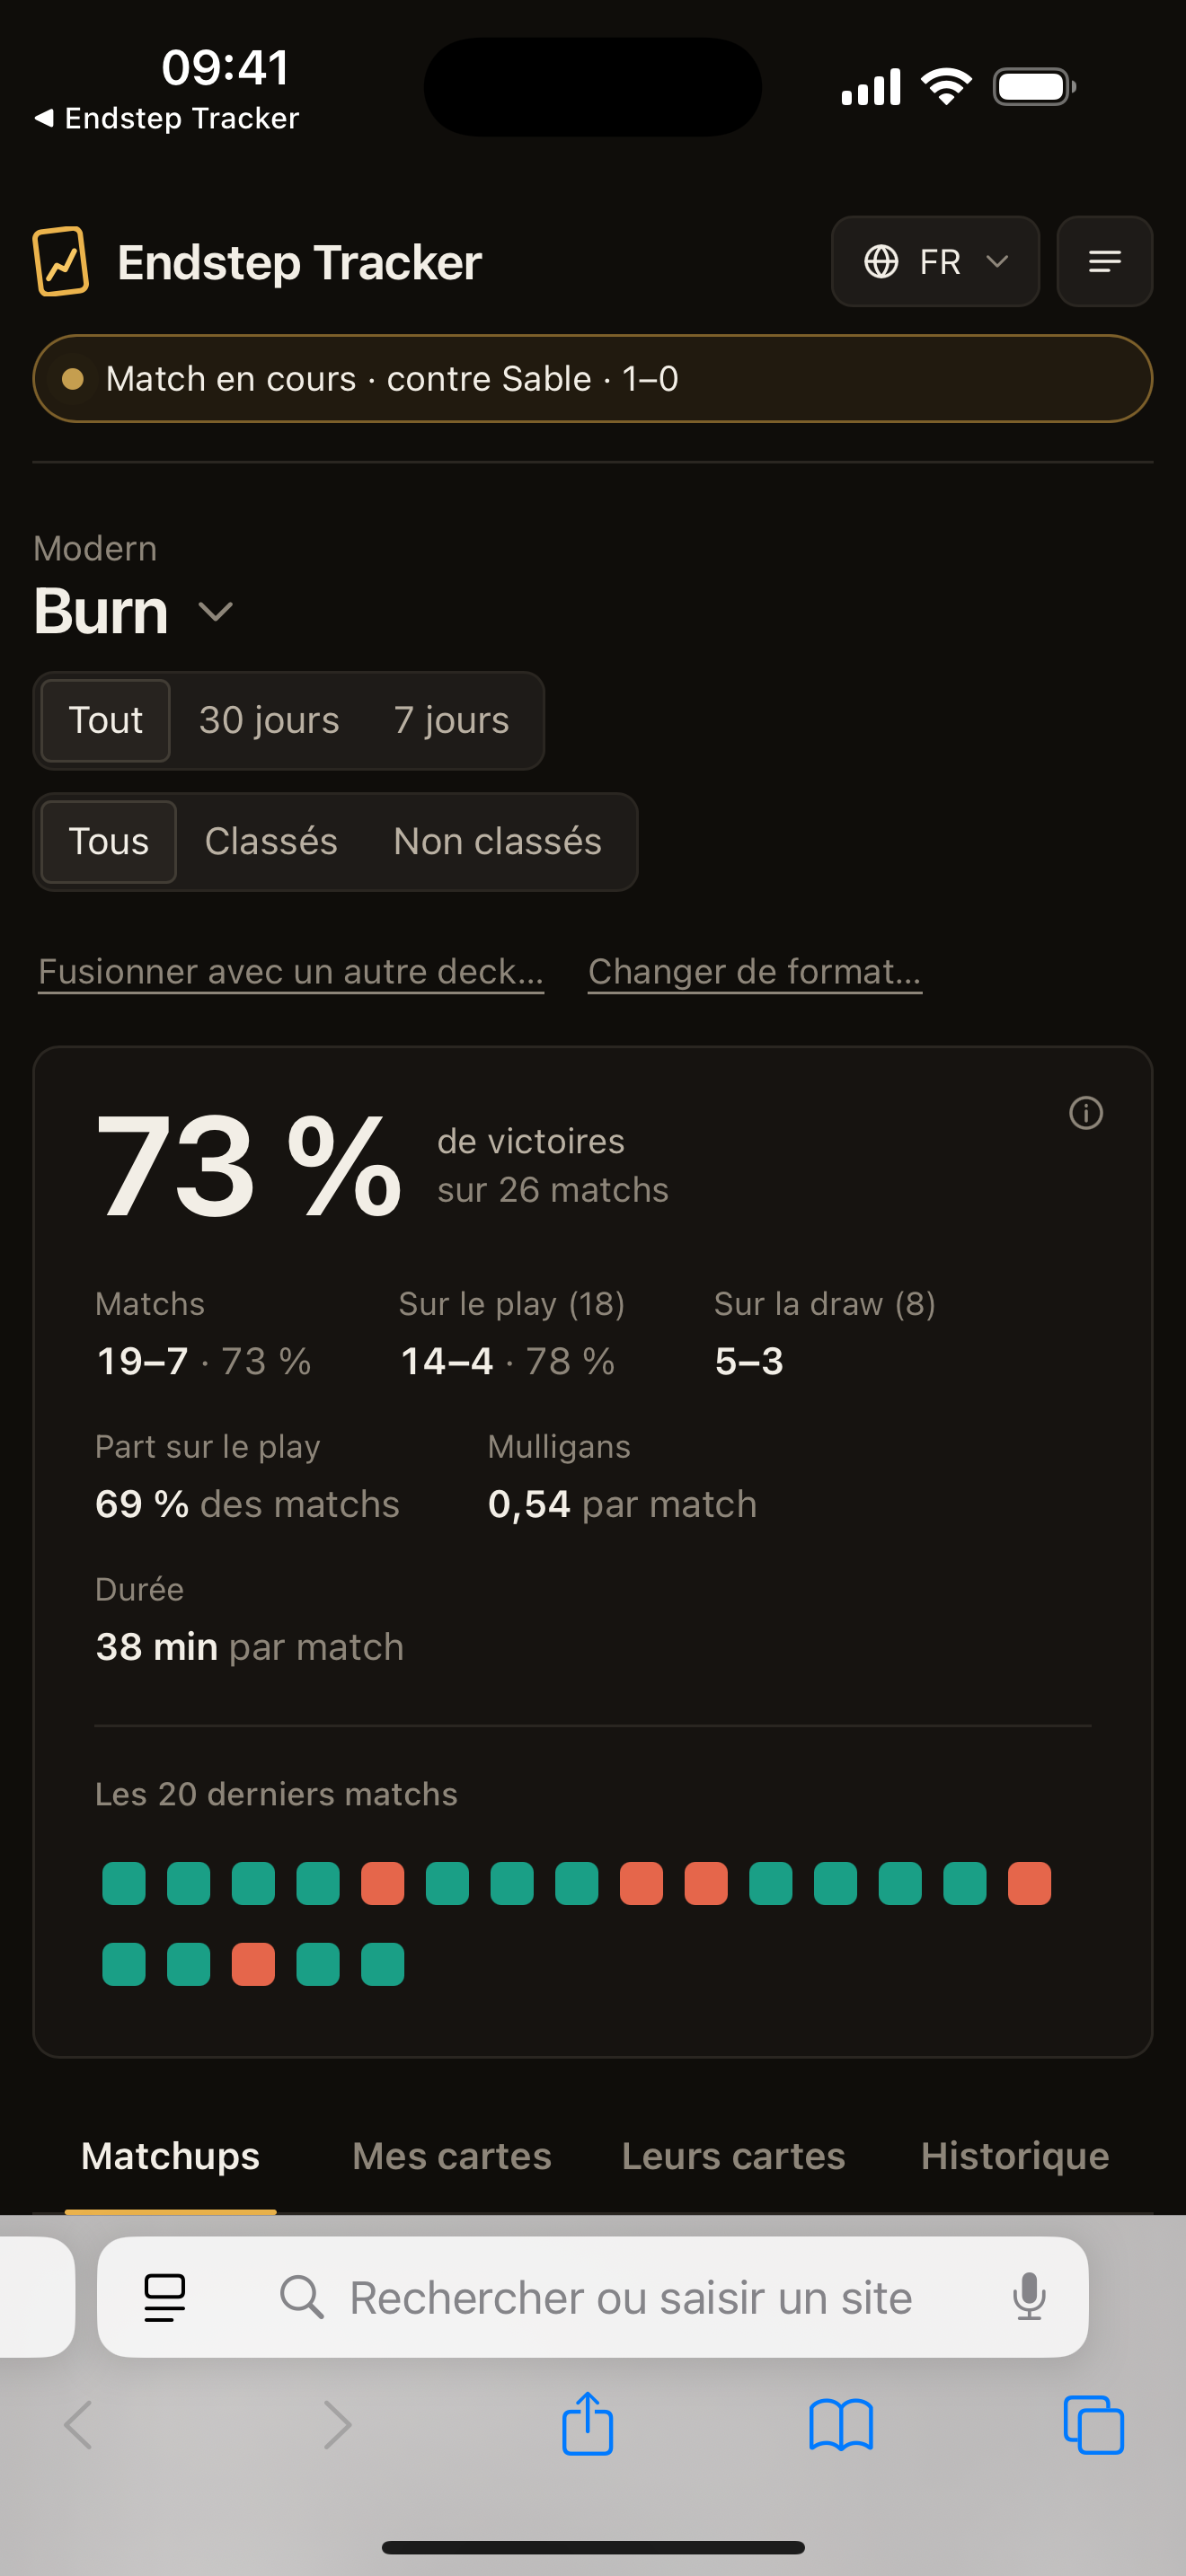 09:41
Endstep Tracker
Endstep Tracker
FR
Match en cours · contre Sable · 1–0
Modern
Burn
Tout 30 jours 7 jours
Tous Classés Non classés
Fusionner avec un autre deck... Changer de format...
73 %
de victoires
sur 26 matchs
Matchs Sur le play (18) Sur la draw (8)
19–7 · 73 % 14–4 · 78 % 5–3
Part sur le play Mulligans
69 % des matchs 0,54 par match
Durée
38 min par match
Les 20 derniers matchs
Matchups Mes cartes Leurs cartes Historique
Rechercher ou saisir un site